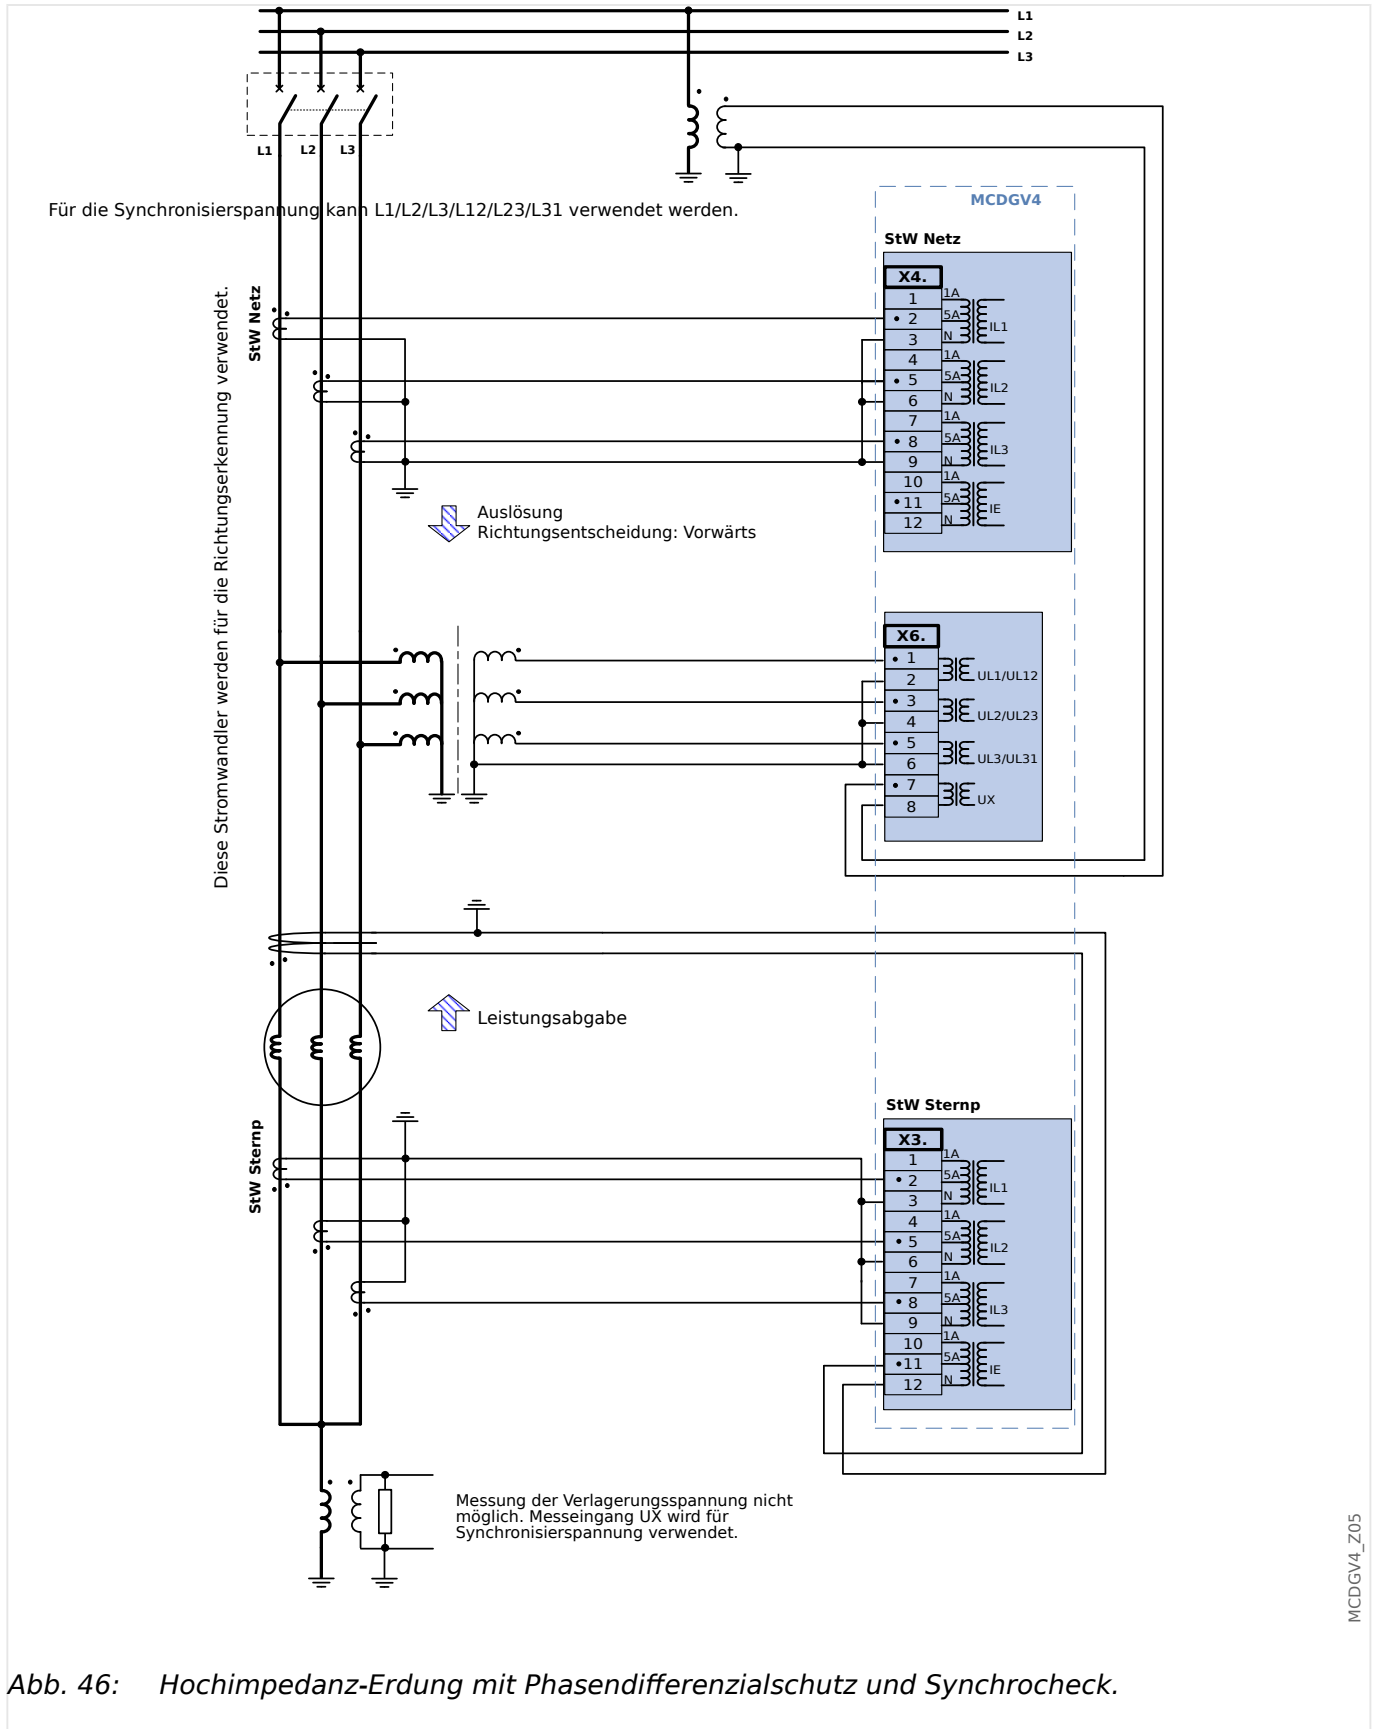 L1
L2
L3
L1
L2
L3
Für die Synchronisierspannung kann L1/L2/L3/L12/L23/L31 verwendet werden.
MCDGV4
StW Netz
X4.
1
1A
• 2
5A
IL1
3
N
4
1A
• 5
5A
IL2
6
N
7
1A
• 8
5A
IL3
9
N
10
1A
• 11
5A
IE
12
N
StW Netz
Diese Stromwandler werden für die Richtungserkennung verwendet.
Auslösung
Richtungsentscheidung: Vorwärts
X6.
• 1
UL1/UL12
2
• 3
UL2/UL23
4
• 5
UL3/UL31
6
• 7
UX
8
Leistungsabgabe
StW Sternp
StW Sternp
X3.
1
1A
• 2
5A
IL1
3
N
4
1A
• 5
5A
IL2
6
N
7
1A
• 8
5A
IL3
9
N
10
1A
• 11
5A
IE
12
N
Messung der Verlagerungsspannung nicht
möglich. Messeingang UX wird für
Synchronisierspannung verwendet.
MCDGV4_Z05
Abb. 46: Hochimpedanz-Erdung mit Phasendifferenzialschutz und Synchrocheck.